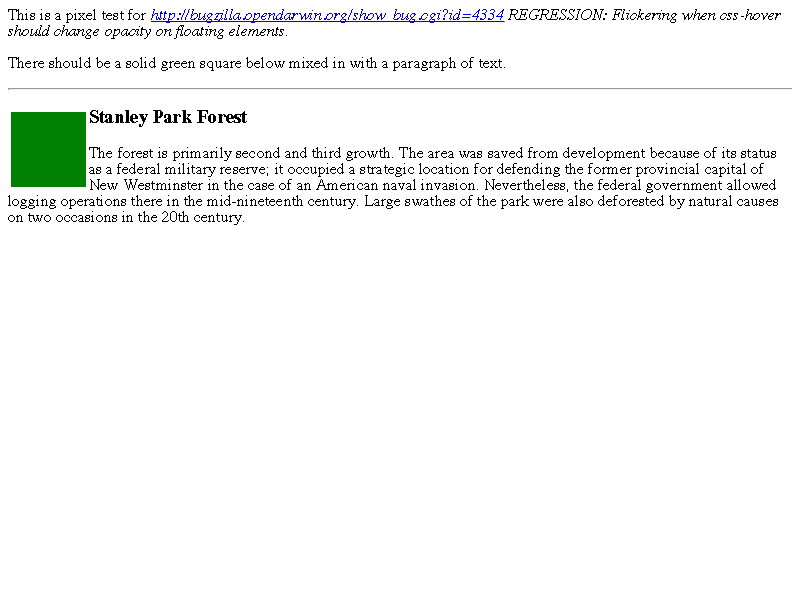 This is a pixel test for http://bugzilla.opendarwin.org/show_bug.cgi?id=4334 REGRESSION: Flickering when css-hover
should change opacity on floating elements.
There should be a solid green square below mixed in with a paragraph of text.
Stanley Park Forest
The forest is primarily second and third growth. The area was saved from development because of its status
as a federal military reserve; it occupied a strategic location for defending the former provincial capital of
New Westminster in the case of an American naval invasion. Nevertheless, the federal government allowed
logging operations there in the mid-nineteenth century. Large swathes of the park were also deforested by natural causes
on two occasions in the 20th century.